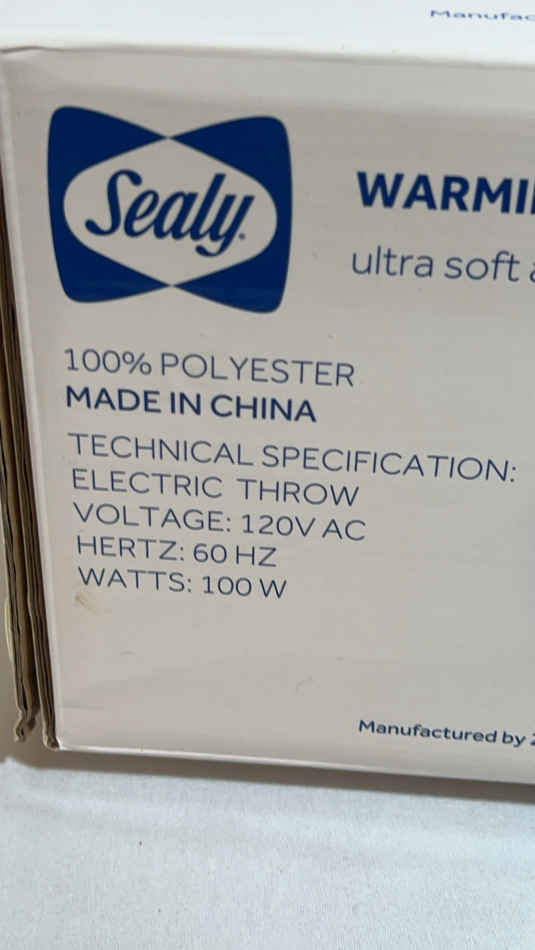 Sealy
ultra soft
100% POLYESTER
MADE IN CHINA
TECHNICAL SPECIFICATION:
ELECTRIC THROW
VOLTAGE: 120V AC
HERTZ: 60 HZ
WATTS: 100 W
Manufactured by